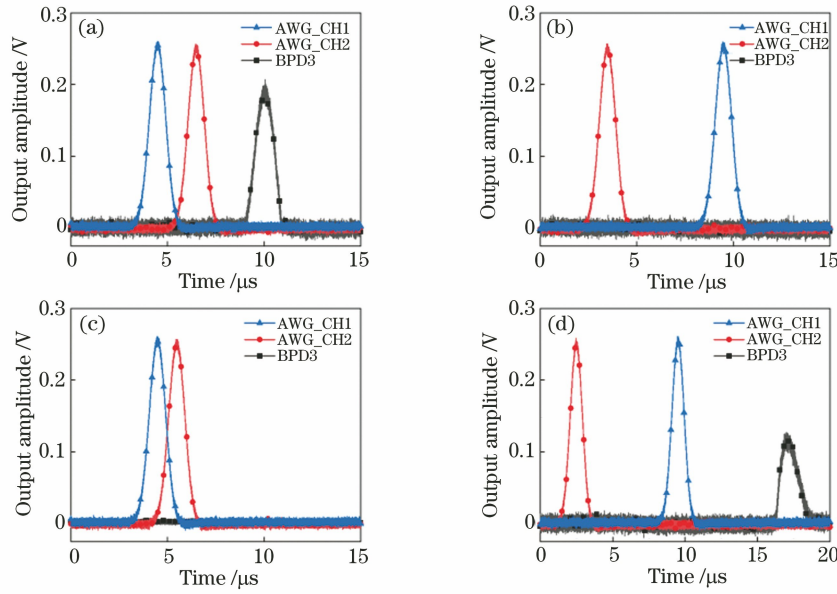 (a)
0.3
0.2
0.1
0
Output amplitude /V
AWG_CH1
AWG_CH2
BPD3
0 5 10 15
Time /μs
(b)
0.3
0.2
0.1
0
Output amplitude /V
AWG_CH1
AWG_CH2
BPD3
0 5 10 15
Time /μs
(c)
0.3
0.2
0.1
0
Output amplitude /V
AWG_CH1
AWG_CH2
BPD3
0 5 10 15
Time /μs
(d)
0.3
0.2
0.1
0
Output amplitude /V
AWG_CH1
AWG_CH2
BPD3
0 5 10 15 20
Time /μs